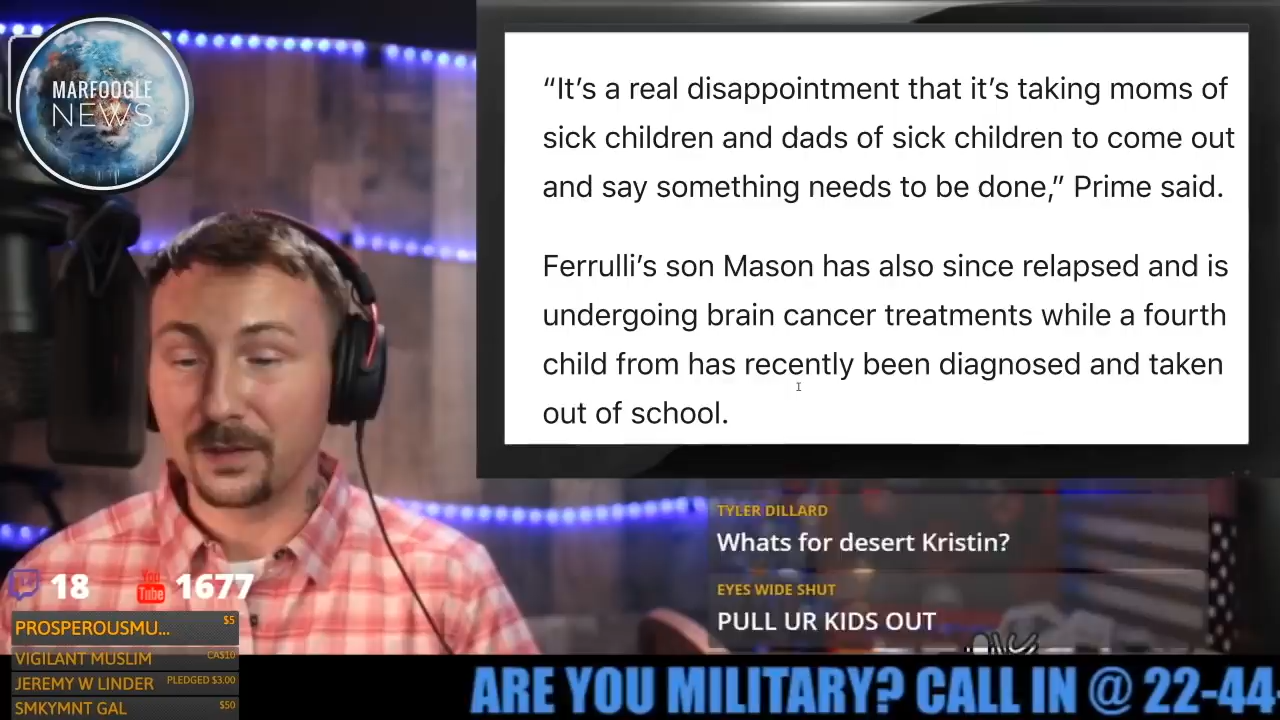 MARFOOGLE
NEWS
“It’s a real disappointment that it’s taking moms of
sick children and dads of sick children to come out
and say something needs to be done,” Prime said.
Ferrulli’s son Mason has also since relapsed and is
undergoing brain cancer treatments while a fourth
child from has recently been diagnosed and taken
out of school.
TYLER DILLARD
Whats for desert Kristin?
EYES WIDE SHUT
PULL UR KIDS OUT
18 You Tube 1677
PROSPEROUSMU... $5
VIGILANT MUSLIM CA$10
JEREMY W LINDER PLEDGED $3.00
SMKYMNT GAL $50
ARE YOU MILITARY? CALL IN @ 22-44